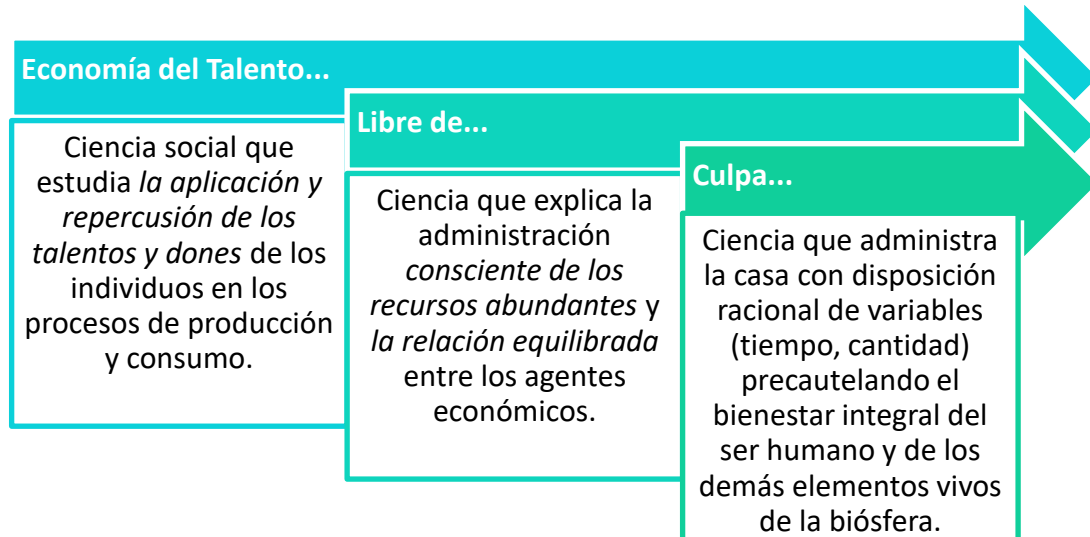 Economía del Talento...
Ciencia social que
estudia la aplicación y
repercusión de los
talentos y dones de los
individuos en los
procesos de producción
y consumo.
Libre de...
Ciencia que explica la
administración
consciente de los
recursos abundantes y
la relación equilibrada
entre los agentes
económicos.
Culpa...
Ciencia que administra
la casa con disposición
racional de variables
(tiempo, cantidad)
precautelando el
bienestar integral del
ser humano y de los
demás elementos vivos
de la biósfera.